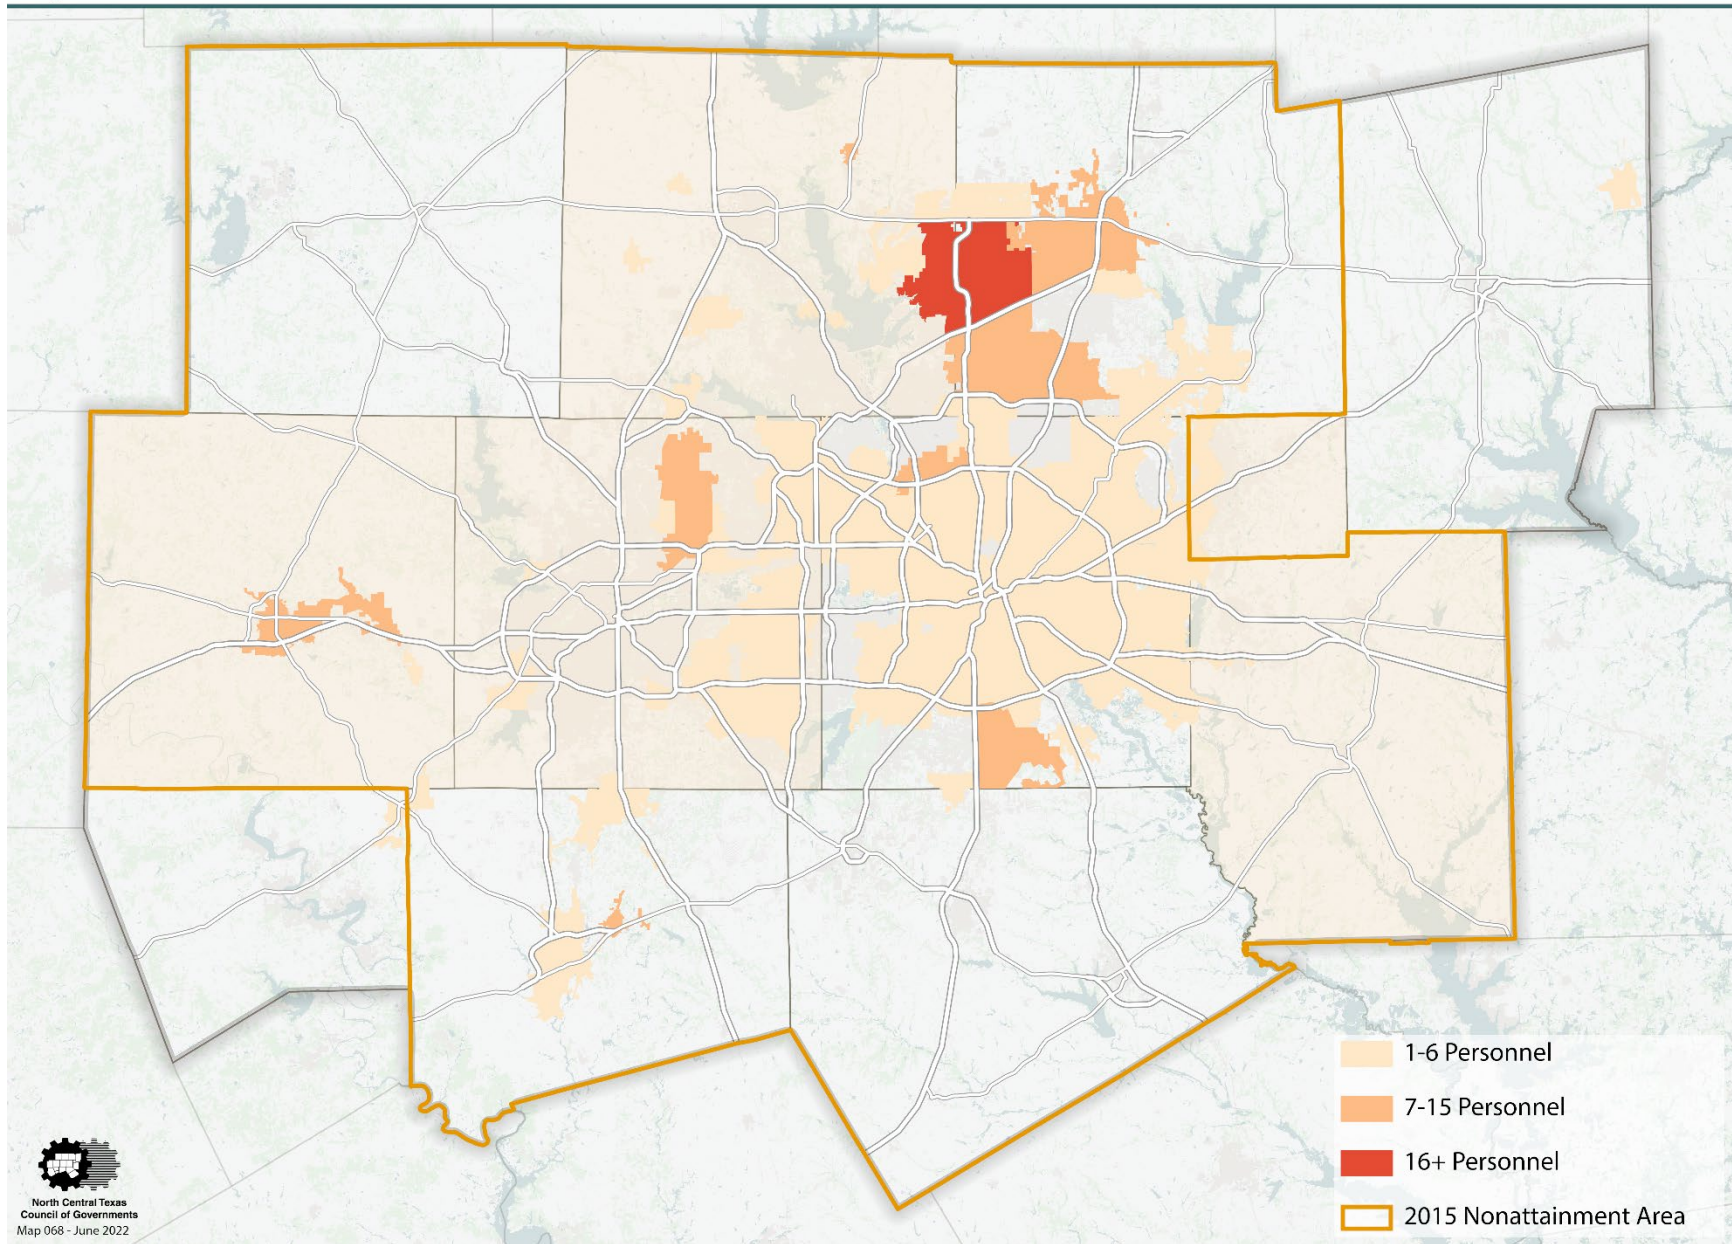 1-6 Personnel
7-15 Personnel
16+ Personnel
2015 Nonattainment Area
North Central Texas
Council of Governments
Map 068 - June 2022